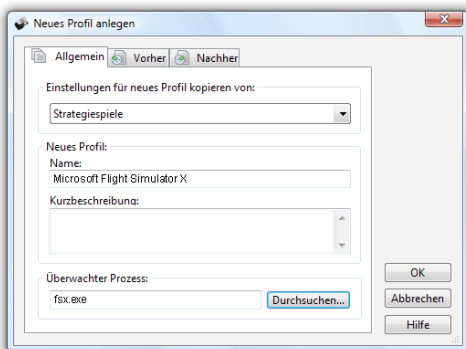 Neues Profil anlegen
Allgemein
Vorher
Nachher
Einstellungen für neues Profil kopieren von:
Strategiespiele
Neues Profil:
Name:
Microsoft Flight Simulator X
Kurzbeschreibung:
Überwachter Prozess:
fsx.exe
Durchsuchen...
OK
Abbrechen
Hilfe